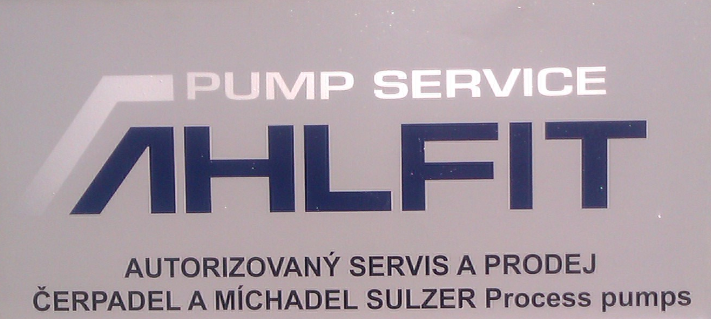 PUMP SERVICE
AHLFIT
AUTORIZOVANÝ SERVIS A PRODEJ
ČERPADEL A MÍCHADEL SULZER Process pumps